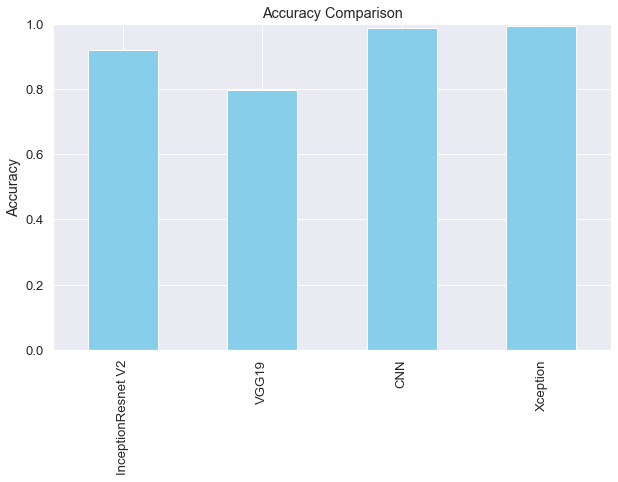 Accuracy Comparison
1.0
0.8
0.6
0.4
0.2
0.0
Accuracy
InceptionResnet V2
VGG19
CNN
Xception